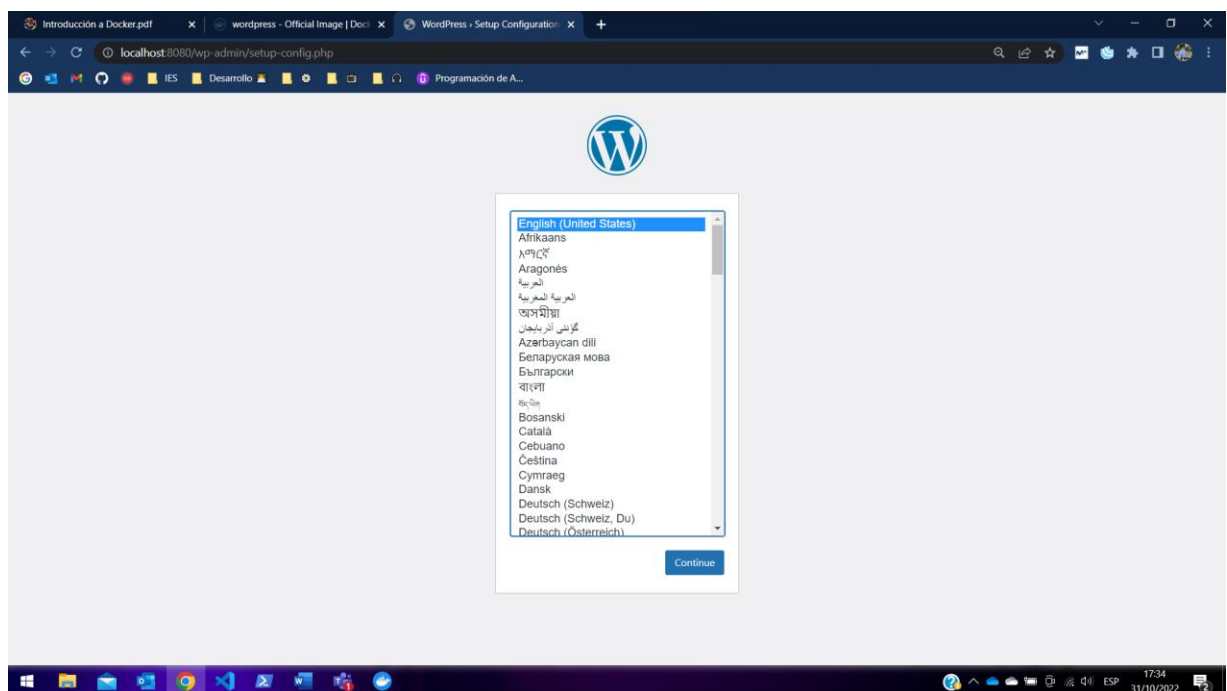 Introducción a Docker.pdf
wordpress - Official Image | Doc
WordPress › Setup Configuration
localhost:8080/wp-admin/setup-config.php
IES
Desarrollo
Programación de A...
English (United States)
Afrikaans
አማርኛ
Aragonés
العربية
العربية المغربية
অসমীয়া
گؤنئی آذربایجان
Azərbaycan dili
Беларуская мова
Български
বাংলা
Bosanski
Català
Cebuano
Čeština
Cymraeg
Dansk
Deutsch (Schweiz)
Deutsch (Schweiz, Du)
Deutsch (Österreich)
Continue
ESP
17:34
31/10/2022